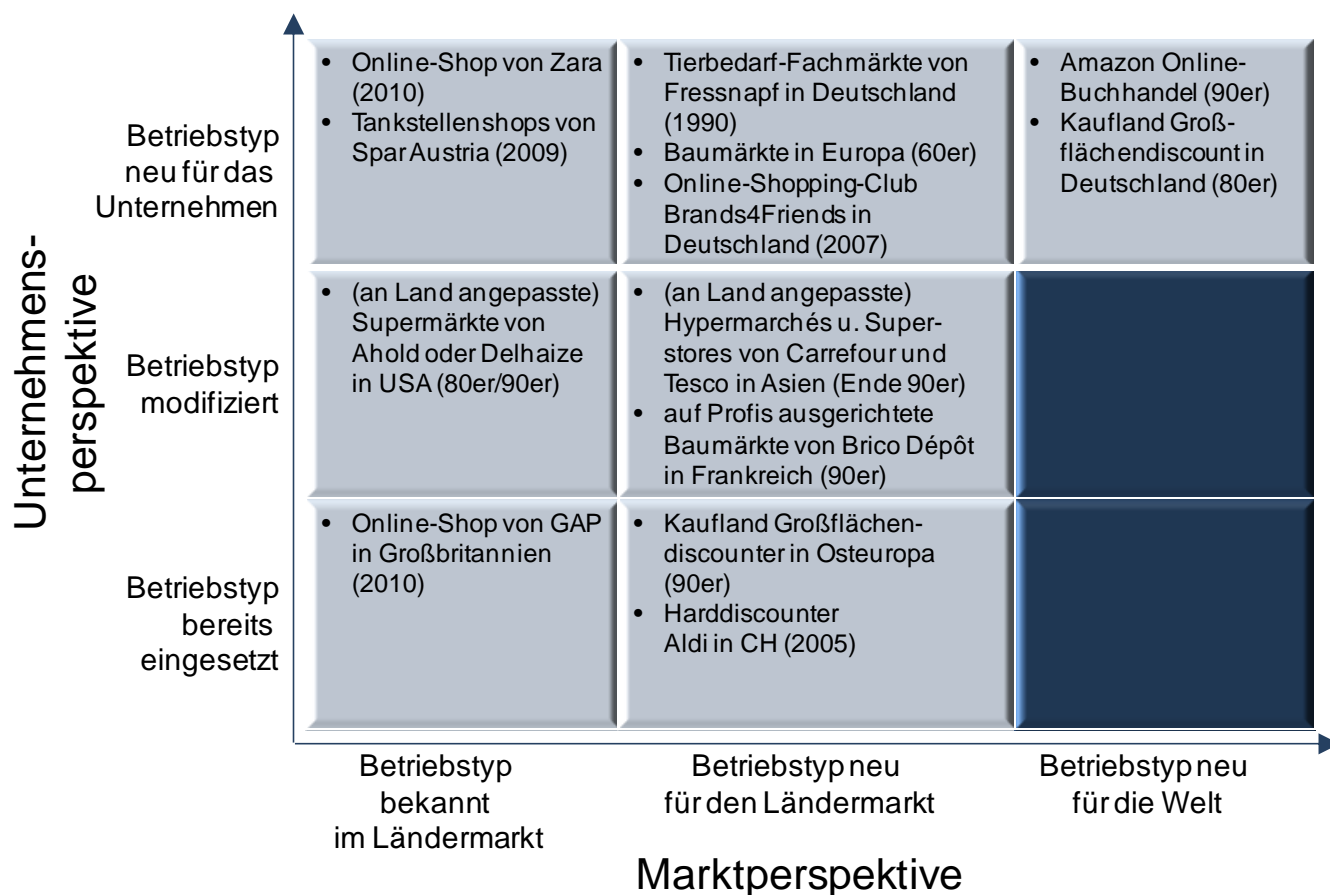 Unternehmens-
perspektive
Betriebstyp
neu für das
Unternehmen
• Online-Shop von Zara
(2010)
• Tankstellenshops von
Spar Austria (2009)
• Tierbedarf-Fachmärkte von
Fressnapf in Deutschland
(1990)
• Baumärkte in Europa (60er)
• Online-Shopping-Club
Brands4Friends in
Deutschland (2007)
• Amazon Online-
Buchhandel (90er)
• Kaufland Groß-
flächendiscount in
Deutschland (80er)
Betriebstyp
modifiziert
• (an Land angepasste)
Supermärkte von
Ahold oder Delhaize
in USA (80er/90er)
• (an Land angepasste)
Hypermarchés u. Super-
stores von Carrefour und
Tesco in Asien (Ende 90er)
• auf Profis ausgerichtete
Baumärkte von Brico Dépôt
in Frankreich (90er)
Betriebstyp
bereits
eingesetzt
• Online-Shop von GAP
in Großbritannien
(2010)
• Kaufland Großflächen-
discounter in Osteuropa
(90er)
• Harddiscounter
Aldi in CH (2005)
Betriebstyp
bekannt
im Ländermarkt
Betriebstyp neu
für den Ländermarkt
Betriebstyp neu
für die Welt
Marktperspektive